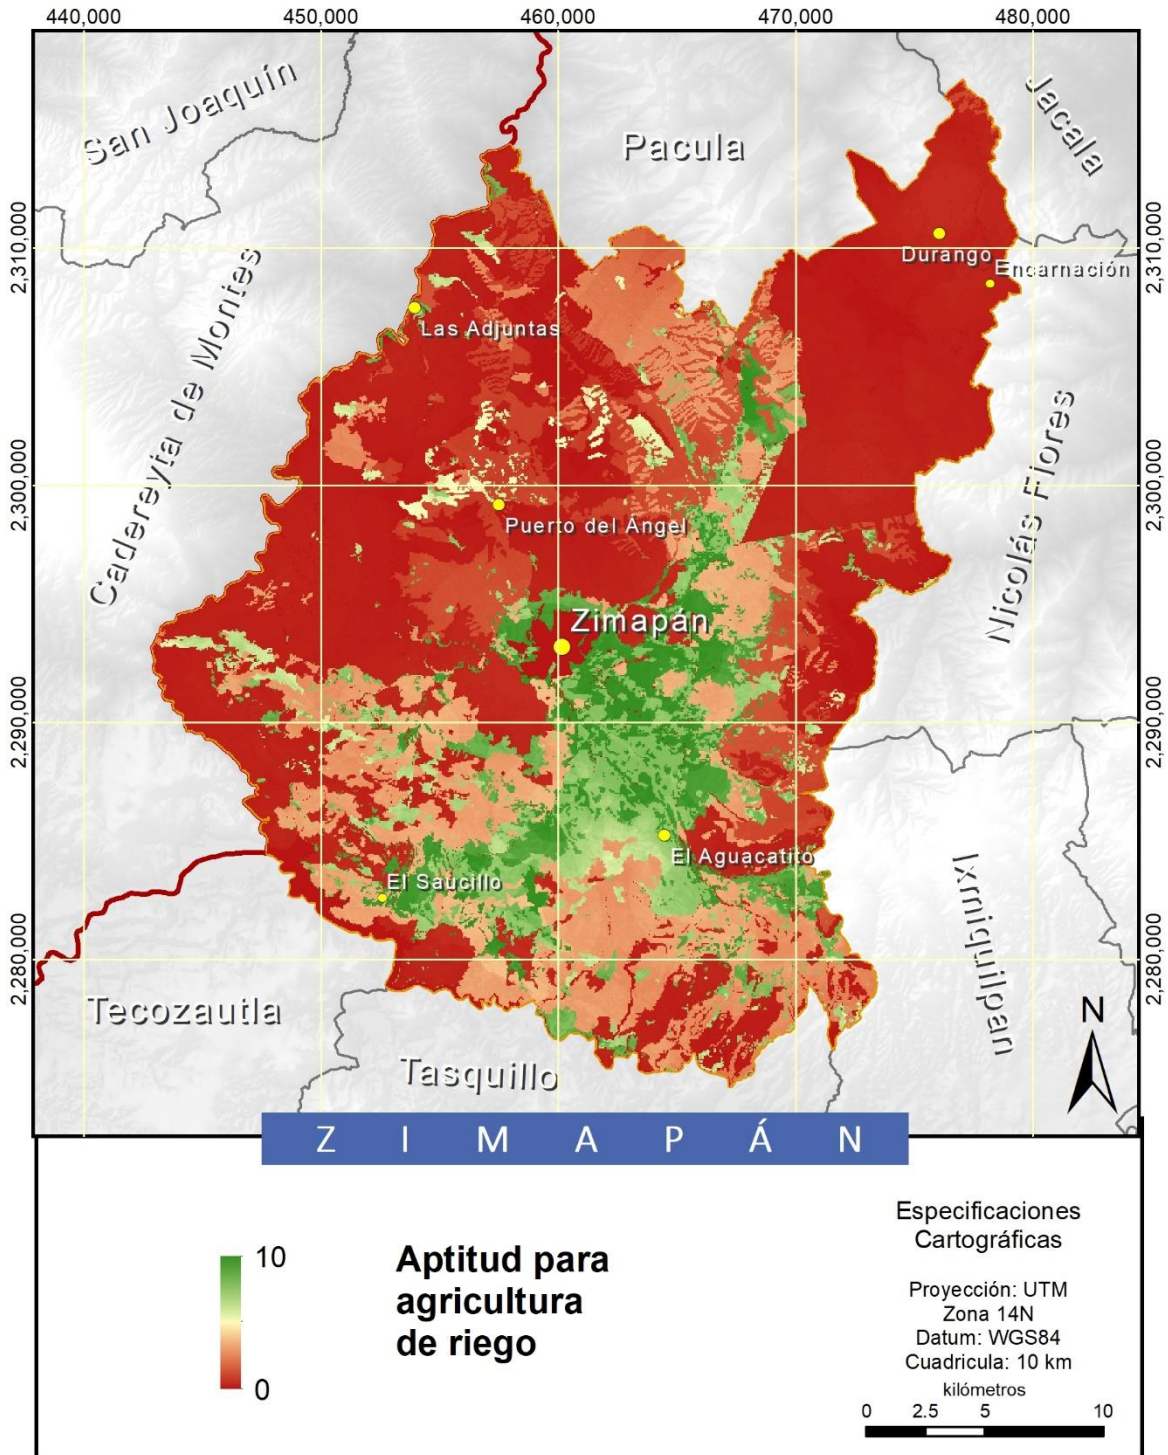 440,000
450,000
460,000
470,000
480,000
San Joaquín
Pacula
Jacala
2,310,000
2,310,000
Durango
Encarnación
Las Adjuntas
Cadereyta de Montes
2,300,000
2,300,000
Puerto del Ángel
Nicolás Flores
Zimapán
2,290,000
2,290,000
El Aguacatito
El Saucillo
Ixmiquilpan
2,280,000
2,280,000
Tecozautla
Tasquillo
N
ZIMAPÁN
10
0
Aptitud para
agricultura
de riego
Especificaciones
Cartográficas
Proyección: UTM
Zona 14N
Datum: WGS84
Cuadricula: 10 km
kilómetros
0 2.5 5 10